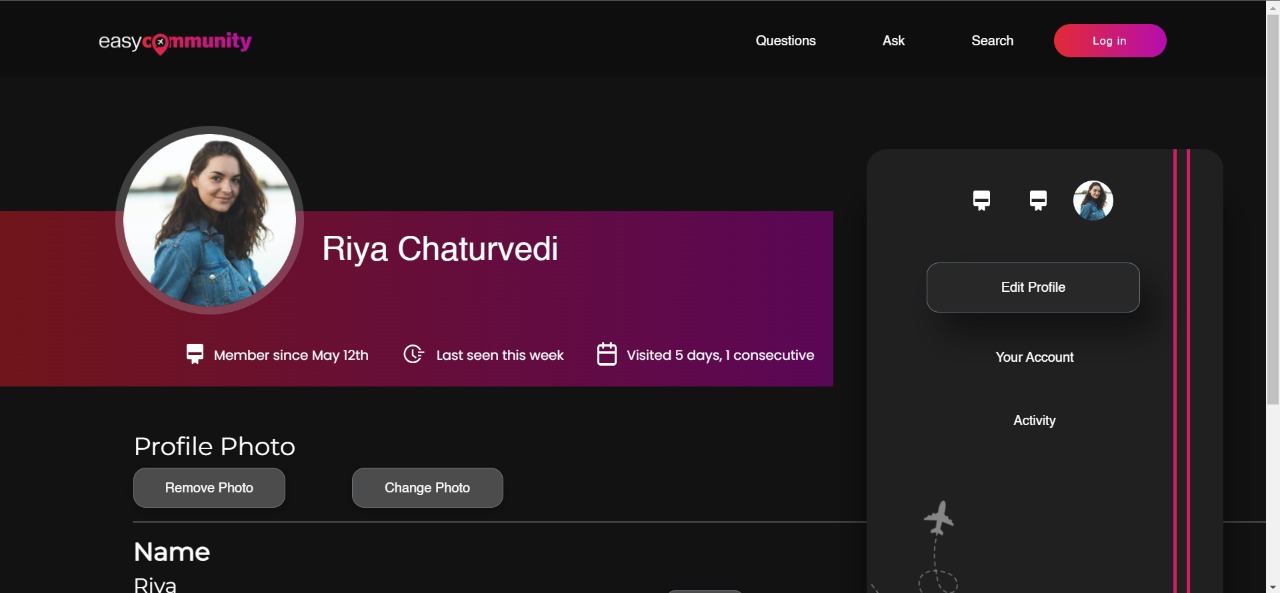 easycommunity
Questions
Ask
Search
Log in
Riya Chaturvedi
Member since May 12th
Last seen this week
Visited 5 days, 1 consecutive
Edit Profile
Your Account
Activity
Profile Photo
Remove Photo
Change Photo
Name
Riya